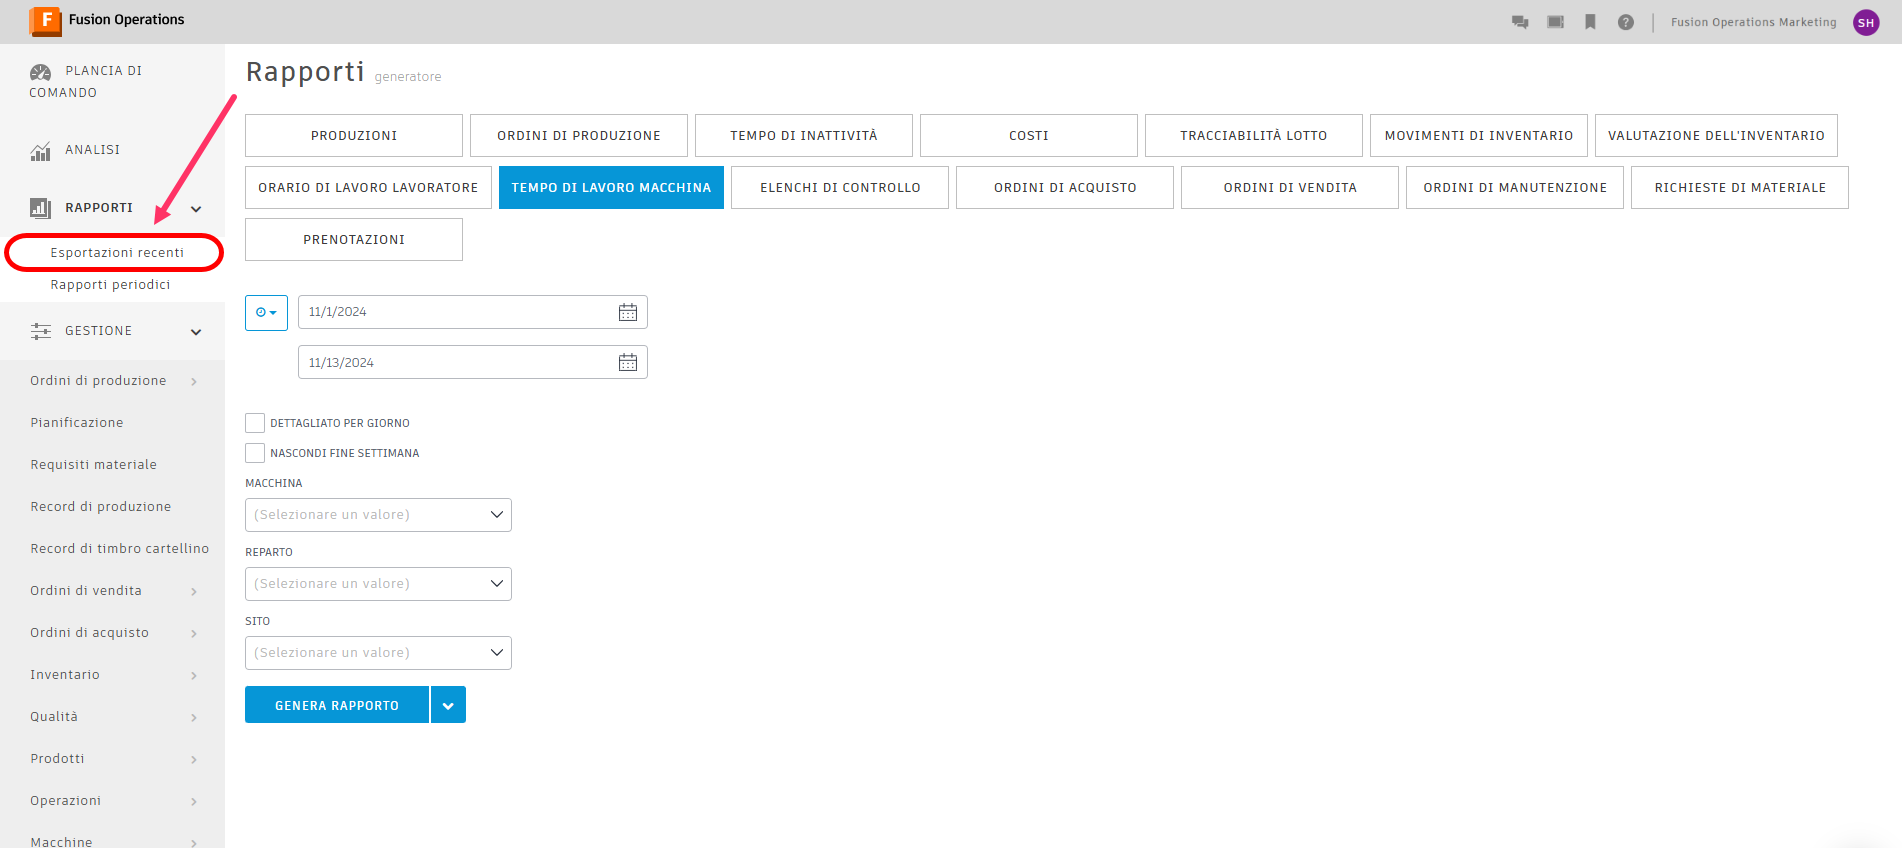 F Fusion Operations
Fusion Operations Marketing SH
PLANCIA DI
COMANDO
ANALISI
RAPPORTI
Esportazioni recenti
Rapporti periodici
GESTIONE
Ordini di produzione
Pianificazione
Requisiti materiale
Record di produzione
Record di timbro cartellino
Ordini di vendita
Ordini di acquisto
Inventario
Qualità
Prodotti
Operazioni
Macchine
Rapporti generatore
PRODUZIONI ORDINI DI PRODUZIONE TEMPO DI INATTIVITÀ COSTI TRACCIABILITÀ LOTTO MOVIMENTI DI INVENTARIO VALUTAZIONE DELL'INVENTARIO
ORARIO DI LAVORO LAVORATORE TEMPO DI LAVORO MACCHINA ELENCHI DI CONTROLLO ORDINI DI ACQUISTO ORDINI DI VENDITA ORDINI DI MANUTENZIONE RICHIESTE DI MATERIALE
PRENOTAZIONI
11/1/2024
11/13/2024
DETTAGLIATO PER GIORNO
NASCONDI FINE SETTIMANA
MACCHINA
(Selezionare un valore)
REPARTO
(Selezionare un valore)
SITO
(Selezionare un valore)
GENERA RAPPORTO